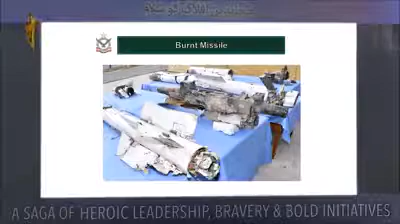 Burnt Missile
A SAGA OF HEROIC LEADERSHIP, BRAVERY & BOLD INITIATIVES